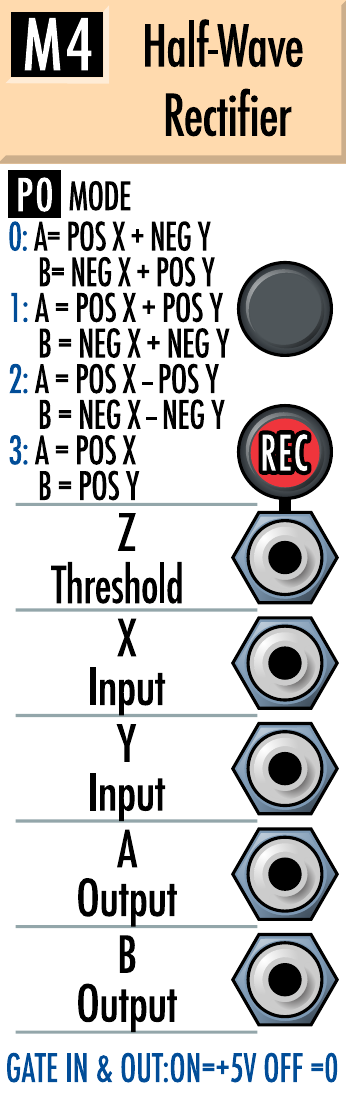 M4 Half-Wave
Rectifier
P0 MODE
0: A= POS X + NEG Y
B= NEG X + POS Y
1: A = POS X + POS Y
B = NEG X + NEG Y
2: A = POS X – POS Y
B = NEG X – NEG Y
3: A = POS X
B = POS Y
REC
Z
Threshold
X
Input
Y
Input
A
Output
B
Output
GATE IN & OUT:ON=+5V OFF =0